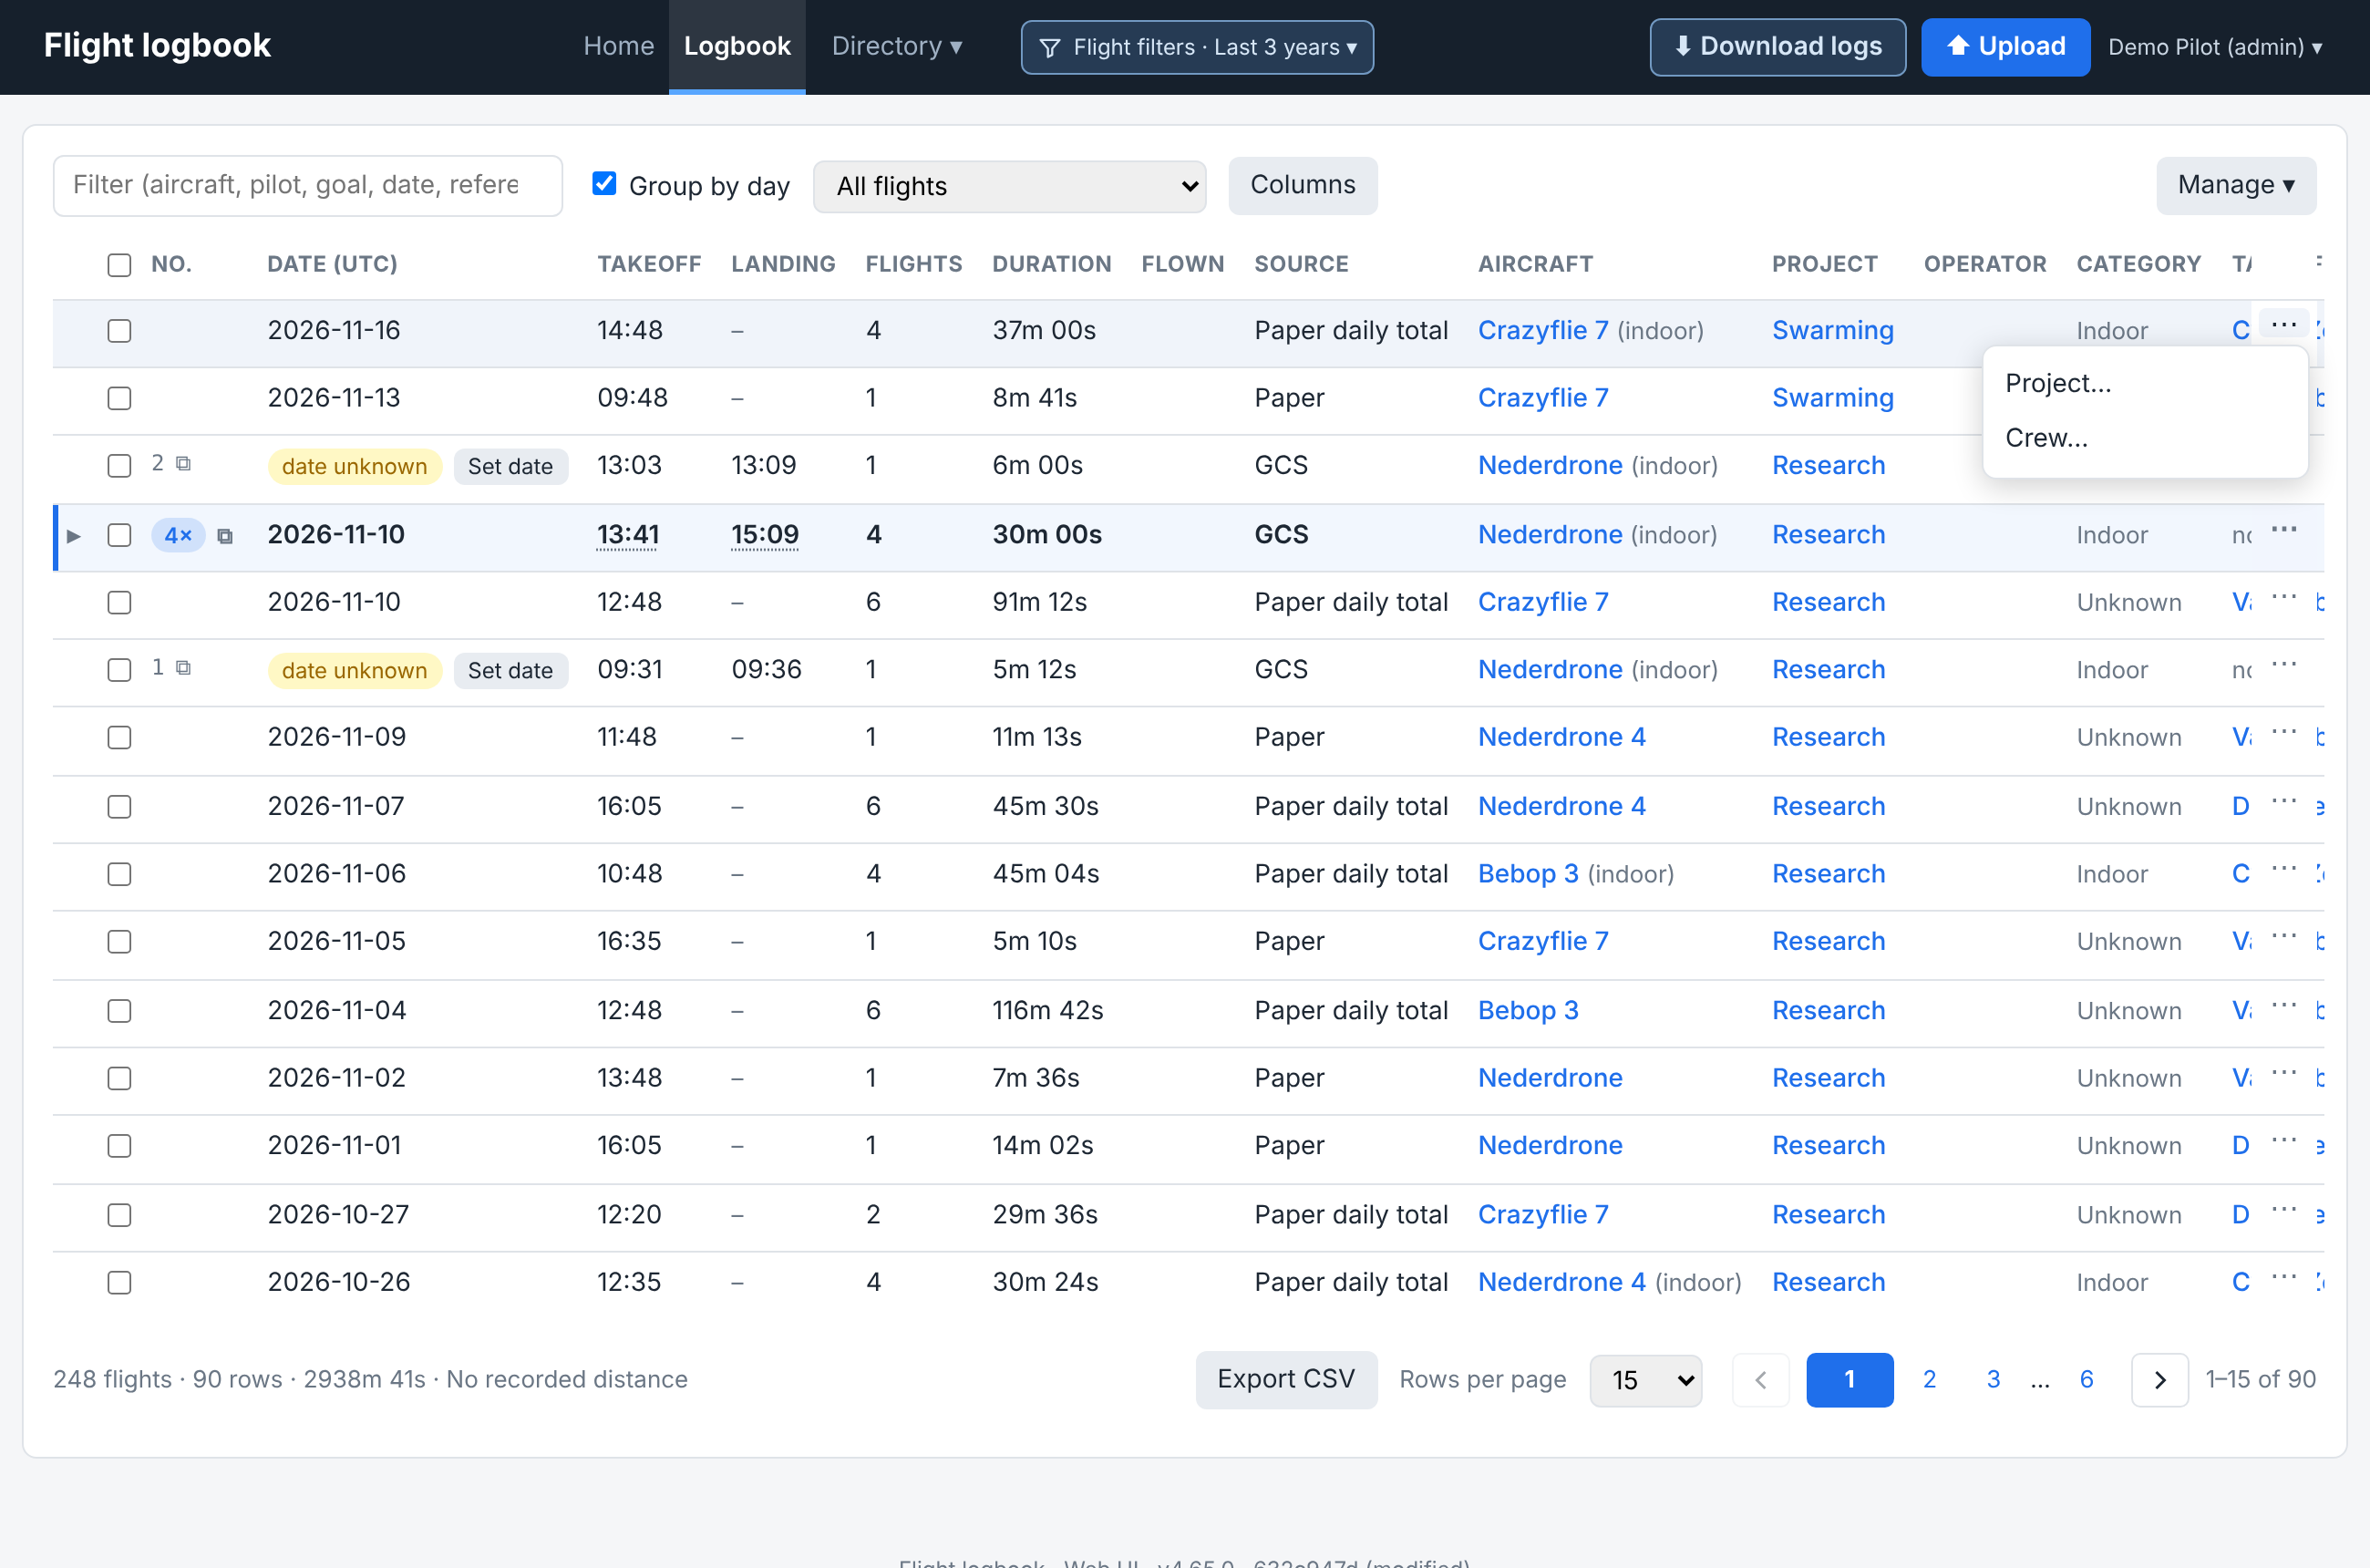 Flight logbook Home Logbook Directory ▾ Flight filters · Last 3 years ▾ ⬇ Download logs ⬆ Upload Demo Pilot (admin) ▾
Filter (aircraft, pilot, goal, date, refere Group by day All flights Columns Manage ▾
NO. DATE (UTC) TAKEOFF LANDING FLIGHTS DURATION FLOWN SOURCE AIRCRAFT PROJECT OPERATOR CATEGORY
2026-11-16 14:48 – 4 37m 00s Paper daily total Crazyflie 7 (indoor) Swarming Indoor C ...
Project...
2026-11-13 09:48 – 1 8m 41s Paper Crazyflie 7 Swarming
Crew...
2 date unknown Set date 13:03 13:09 1 6m 00s GCS Nederdrone (indoor) Research
▶ 4× 2026-11-10 13:41 15:09 4 30m 00s GCS Nederdrone (indoor) Research Indoor ...
2026-11-10 12:48 – 6 91m 12s Paper daily total Crazyflie 7 Research Unknown ...
1 date unknown Set date 09:31 09:36 1 5m 12s GCS Nederdrone (indoor) Research Indoor ...
2026-11-09 11:48 – 1 11m 13s Paper Nederdrone 4 Research Unknown ...
2026-11-07 16:05 – 6 45m 30s Paper daily total Nederdrone 4 Research Unknown D ...
2026-11-06 10:48 – 4 45m 04s Paper daily total Bebop 3 (indoor) Research Indoor C ...
2026-11-05 16:35 – 1 5m 10s Paper Crazyflie 7 Research Unknown ...
2026-11-04 12:48 – 6 116m 42s Paper daily total Bebop 3 Research Unknown ...
2026-11-02 13:48 – 1 7m 36s Paper Nederdrone Research Unknown ...
2026-11-01 16:05 – 1 14m 02s Paper Nederdrone Research Unknown D ...
2026-10-27 12:20 – 2 29m 36s Paper daily total Crazyflie 7 Research Unknown D ...
2026-10-26 12:35 – 4 30m 24s Paper daily total Nederdrone 4 (indoor) Research Indoor C ...
248 flights · 90 rows · 2938m 41s · No recorded distance Export CSV Rows per page 15 1 2 3 ... 6 1–15 of 90